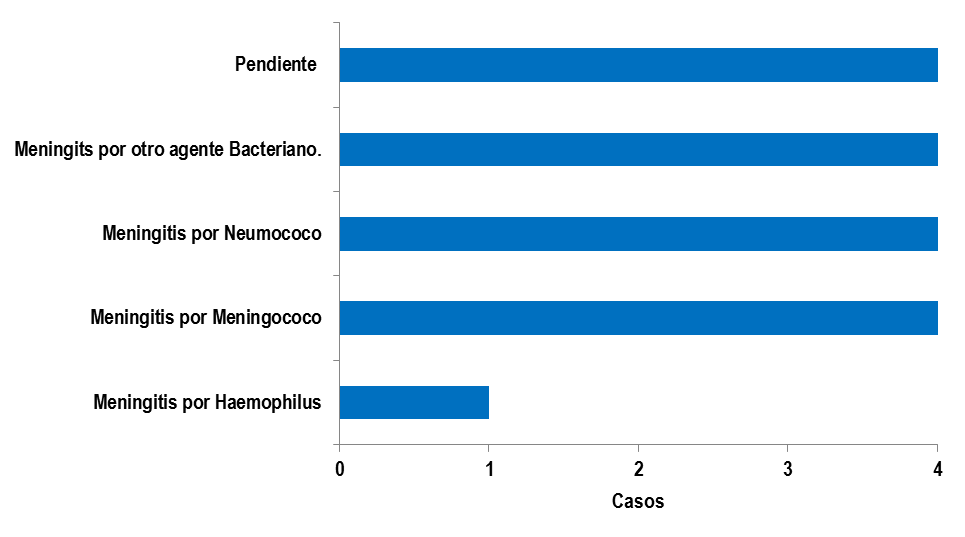 Pendiente
Meningits por otro agente Bacteriano.
Meningitis por Neumococo
Meningitis por Meningococo
Meningitis por Haemophilus
0 1 2 3 4
Casos